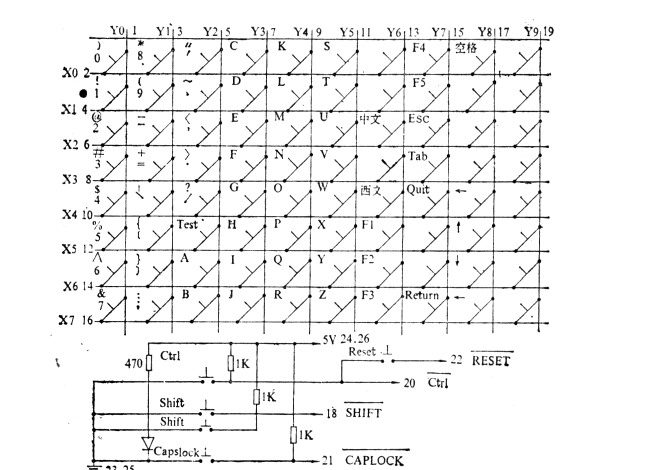 Y0 1 Y1 3 Y2 5 Y3 7 Y4 9 Y5 11 Y6 13 Y7 15 Y8 17 Y9 19
) * " C K S F4 空格
0 8 '
X0 2
! ( ~ D L T F5
1 9 `
X1 4
@ < E M U 中文 Esc
2 ,
X2 6
# + > F N V Tab
3 = .
X3 8
$ | ? G O W 西文 Quit ←
4 \ /
X4 10
% { Test H P X F1 ↑
5 [
X5 12
^ } A I Q Y F2 ↓
6 ]
X6 14
& B J R Z F3 Return ←
7
X7 16
5V 24.26
470 Ctrl 1K Reset 22 RESET
20 Ctrl
1K
Shift 18 SHIFT
Shift
1K
Capslock 21 CAPLOCK
23.25